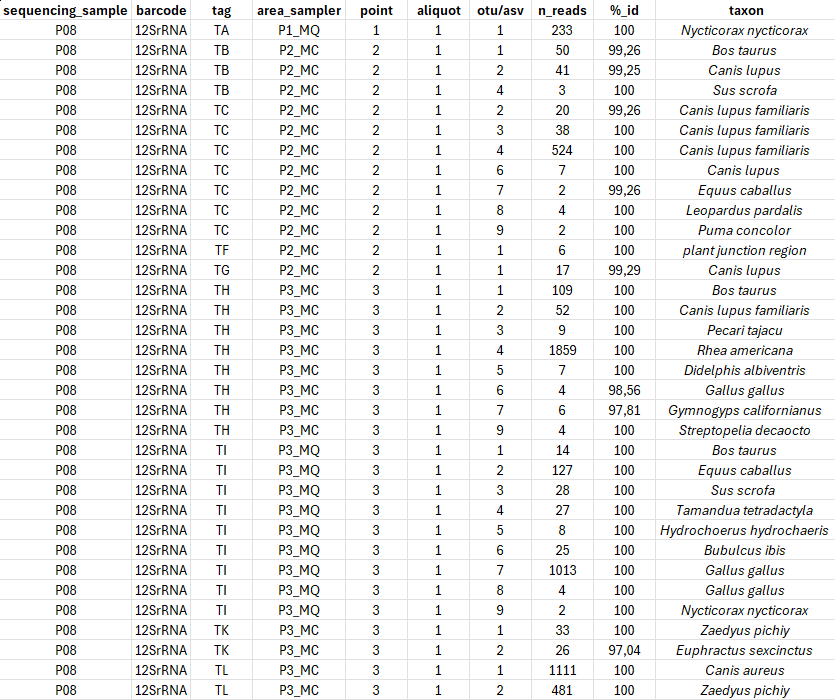 sequencing_sample barcode tag area_sampler point aliquot otu/asv n_reads %_id taxon
P08 12SrRNA TA P1_MQ 1 1 1 233 100 Nycticorax nycticorax
P08 12SrRNA TB P2_MC 2 1 1 50 99,26 Bos taurus
P08 12SrRNA TB P2_MC 2 1 2 41 99,25 Canis lupus
P08 12SrRNA TB P2_MC 2 1 4 3 100 Sus scrofa
P08 12SrRNA TC P2_MC 2 1 2 20 99,26 Canis lupus familiaris
P08 12SrRNA TC P2_MC 2 1 3 38 100 Canis lupus familiaris
P08 12SrRNA TC P2_MC 2 1 4 524 100 Canis lupus familiaris
P08 12SrRNA TC P2_MC 2 1 6 7 100 Canis lupus
P08 12SrRNA TC P2_MC 2 1 7 2 99,26 Equus caballus
P08 12SrRNA TC P2_MC 2 1 8 4 100 Leopardus pardalis
P08 12SrRNA TC P2_MC 2 1 9 2 100 Puma concolor
P08 12SrRNA TF P2_MC 2 1 1 6 100 plant junction region
P08 12SrRNA TG P2_MC 2 1 1 17 99,29 Canis lupus
P08 12SrRNA TH P3_MC 3 1 1 109 100 Bos taurus
P08 12SrRNA TH P3_MC 3 1 2 52 100 Canis lupus familiaris
P08 12SrRNA TH P3_MC 3 1 3 9 100 Pecari tajacu
P08 12SrRNA TH P3_MC 3 1 4 1859 100 Rhea americana
P08 12SrRNA TH P3_MC 3 1 5 7 100 Didelphis albiventris
P08 12SrRNA TH P3_MC 3 1 6 4 98,56 Gallus gallus
P08 12SrRNA TH P3_MC 3 1 7 6 97,81 Gymnogyps californianus
P08 12SrRNA TH P3_MC 3 1 9 4 100 Streptopelia decaocto
P08 12SrRNA TI P3_MQ 3 1 1 14 100 Bos taurus
P08 12SrRNA TI P3_MQ 3 1 2 127 100 Equus caballus
P08 12SrRNA TI P3_MQ 3 1 3 28 100 Sus scrofa
P08 12SrRNA TI P3_MQ 3 1 4 27 100 Tamandua tetradactyla
P08 12SrRNA TI P3_MQ 3 1 5 8 100 Hydrochoerus hydrochaeris
P08 12SrRNA TI P3_MQ 3 1 6 25 100 Bubulcus ibis
P08 12SrRNA TI P3_MQ 3 1 7 1013 100 Gallus gallus
P08 12SrRNA TI P3_MQ 3 1 8 4 100 Gallus gallus
P08 12SrRNA TI P3_MQ 3 1 9 2 100 Nycticorax nycticorax
P08 12SrRNA TK P3_MC 3 1 1 33 100 Zaedyus pichiy
P08 12SrRNA TK P3_MC 3 1 2 26 97,04 Euphractus sexcinctus
P08 12SrRNA TL P3_MC 3 1 1 1111 100 Canis aureus
P08 12SrRNA TL P3_MC 3 1 2 481 100 Zaedyus pichiy